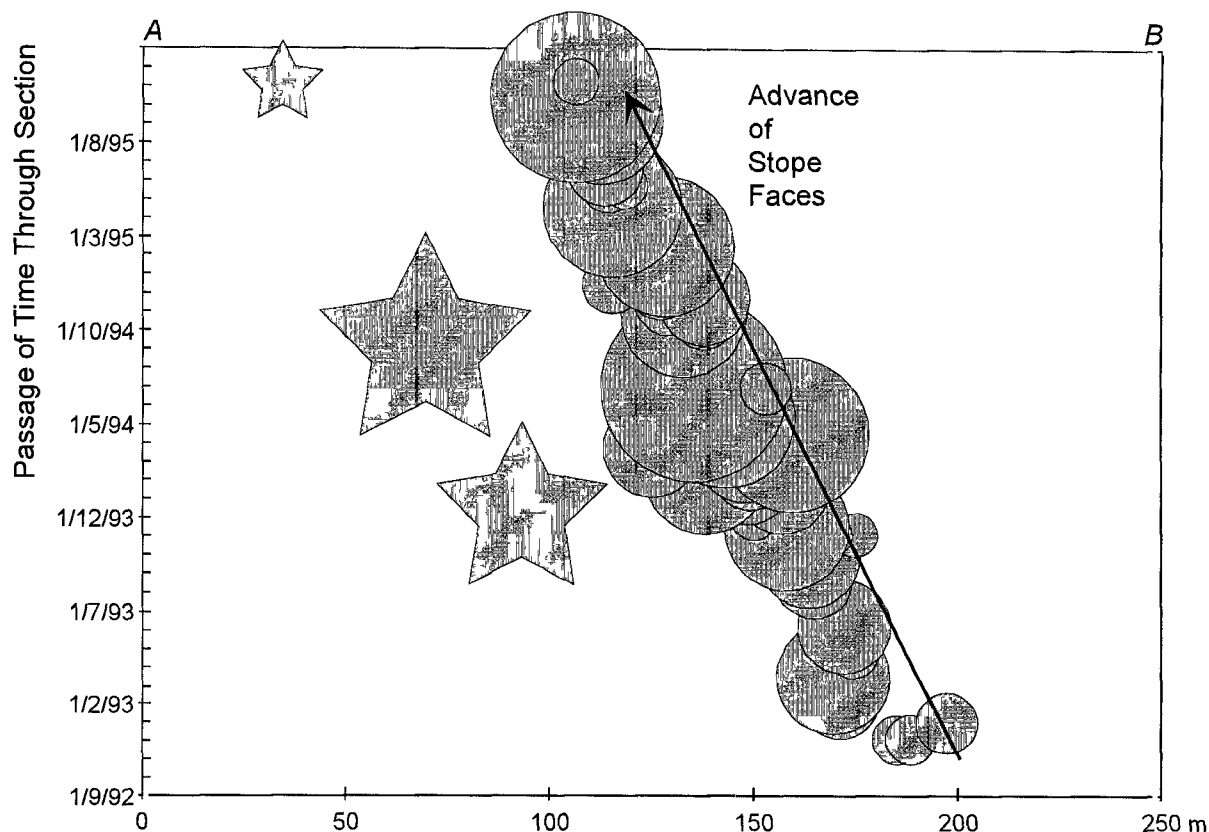 A
B
Passage of Time Through Section
Advance
of
Stope
Faces
1/8/95
1/3/95
1/10/94
1/5/94
1/12/93
1/7/93
1/2/93
1/9/92
0 50 100 150 200 250 m